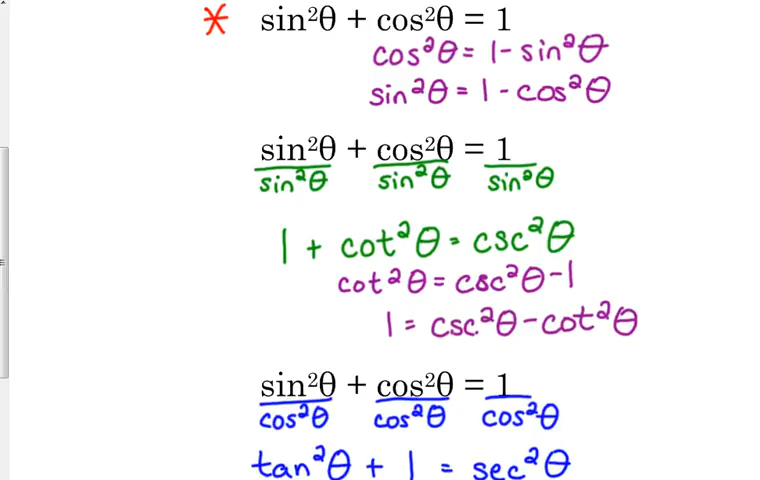 * sin²θ + cos²θ = 1
cos²θ = 1 - sin²θ
sin²θ = 1 - cos²θ
sin²θ + cos²θ = 1
sin²θ sin²θ sin²θ
1 + cot²θ = csc²θ
cot²θ = csc²θ - 1
1 = csc²θ - cot²θ
sin²θ + cos²θ = 1
cos²θ cos²θ cos²θ
tan²θ + 1 = sec²θ